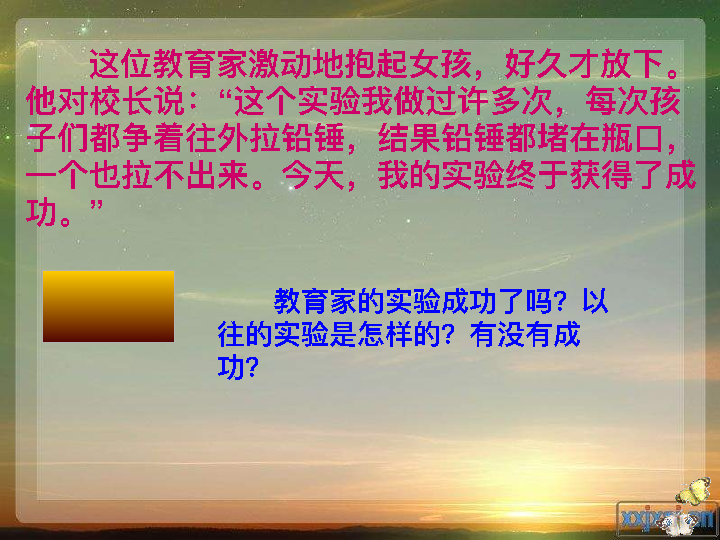 这位教育家激动地抱起女孩，好久才放下。
他对校长说：“这个实验我做过许多次，每次孩
子们都争着往外拉铅锤，结果铅锤都堵在瓶口，
一个也拉不出来。今天，我的实验终于获得了成
功。”
教育家的实验成功了吗？以
往的实验是怎样的？有没有成
功？